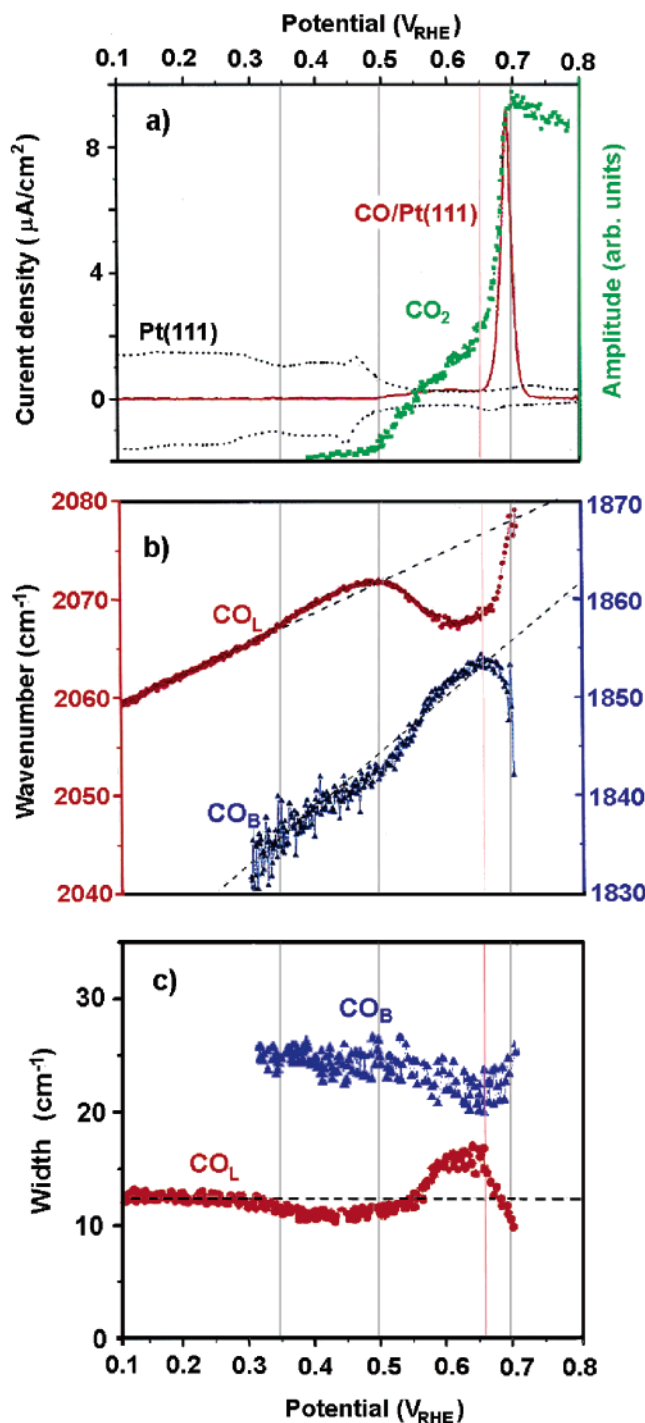 Potential (V_RHE)
0.1 0.2 0.3 0.4 0.5 0.6 0.7 0.8
a)
8
4
0
Curent density ( μA/cm²)
Amplitude (arb. units)
CO/Pt(111)
CO₂
Pt(111)
b)
2080
2070
2060
2050
2040
Wavenumber (cm⁻¹)
1870
1860
1850
1840
1830
CO_L
CO_B
c)
30
20
10
0
Width (cm⁻¹)
CO_B
CO_L
0.1 0.2 0.3 0.4 0.5 0.6 0.7 0.8
Potential (V_RHE)